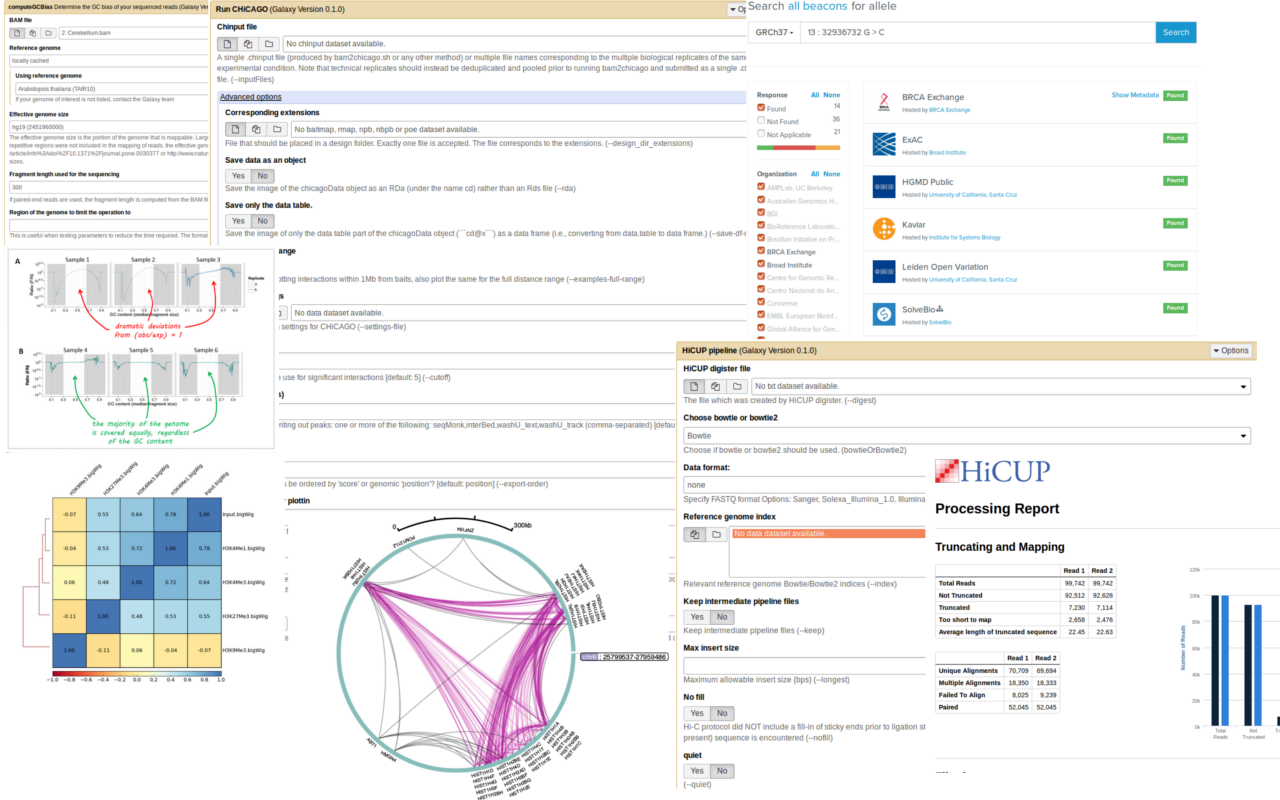 computeGCBias Determine the GC bias of your sequenced reads (Galaxy Ve
BAM file
2: Cerebellum.bam
Reference genome
locally cached
Using reference genome
Arabidopsis thaliana (TAIR10)
If your genome of interest is not listed, contact the Galaxy team
Effective genome size
hg19 (2451960000)
The effective genome size is the portion of the genome that is mappable. Larg
repetitive regions were not included in the mapping of reads, the effective gen
/article/info%3Adoi%2F10.1371%2Fjournal.pone.0030377 or http://www.natur
sizes.
Fragment length used for the sequencing
300
If paired-end reads are used, the fragment length is computed from the BAM fil
Region of the genome to limit the operation to
This is useful when testing parameters to reduce the time required. The format
Run CHiCAGO (Galaxy Version 0.1.0)
Op
Chinput file
No chinput dataset available.
A single .chinput file (produced by bam2chicago.sh or any other method) or multiple file names corresponding to the multiple biological replicates of the sam
experimental condition. Note that technical replicates should instead be deduplicated and pooled prior to running bam2chicago and submitted as a single .ch
file. (--inputFiles)
Advanced options
Corresponding extensions
No baitmap, rmap, npb, nbpb or poe dataset available.
File that should be placed in a design folder. Exactly one file is accepted. The file corresponds to the extensions. (--design_dir_extensions)
Save data as an object
Yes No
Save the image of the chicagoData object as an RDa (under the name cd) rather than an Rds file (--rda)
Save only the data table.
Yes No
Save the image of only the data table part of the chicagoData object (```cd@x```) as a data frame (i.e., converting from data.table to data.frame.) (--save-df-o
ange
otting interactions within 1Mb from baits, also plot the same for the full distance range (--examples-full-range)
gs
No data dataset available.
settings for CHiCAGO (--settings-file)
use for significant interactions [default: 5] (--cutoff)
s)
nting out peaks: one or more of the following: seqMonk,interBed,washU_text,washU_track (comma-separated) [defau
be ordered by 'score' or genomic 'position'? [default: position] (--export-order)
plottin
Search all beacons for allele
GRCh37
13 : 32936732 G > C
Search
Response All None
Found 14
Not Found 36
Not Applicable 21
Organization All None
AMPLab, UC Berkeley
Australian Genomics H...
BGI
BioReference Laborato...
Brazilian Initiative on Pr...
BRCA Exchange
Broad Institute
Centre for Genomic Re...
Centro Nacional de An...
Curoverse
EMBL European Bioinf...
Global Alliance for Gen...
BRCA Exchange
Hosted by BRCA Exchange
Show Metadata Found
ExAC
Hosted by Broad Institute
Found
HGMD Public
Hosted by University of California, Santa Cruz
Found
Kaviar
Hosted by Institute for Systems Biology
Found
Leiden Open Variation
Hosted by University of California, Santa Cruz
Found
SolveBio
Hosted by SolveBio
Found
A
Sample 1 Sample 2 Sample 3
Replicate
GC content (median fragment size)
dramatic deviations
from (obs/exp) = 1
B
Sample 4 Sample 5 Sample 6
GC content (median fragment size)
the majority of the genome
is covered equally, regardless
of the GC content
H3K9Me3.bigWig H3K27Me3.bigWig H3K4Me3.bigWig H3K4Me1.bigWig Input.bigWig
-0.07 0.55 0.64 0.78 1.00 Input.bigWig
-0.04 0.53 0.72 1.00 0.78 H3K4Me1.bigWig
0.06 0.48 1.00 0.72 0.64 H3K4Me3.bigWig
-0.11 1.00 0.48 0.53 0.55 H3K27Me3.bigWig
1.00 -0.11 0.06 -0.04 -0.07 H3K9Me3.bigWig
−1.0 −0.8 −0.6 −0.4 −0.2 0.0 0.2 0.4 0.6 0.8 1.0
0 300kb
POM121L2
ZNF184
ABT1
HMGN4
: 25799537-27959486
HiCUP pipeline (Galaxy Version 0.1.0)
Options
HiCUP digister file
No txt dataset available.
The file which was created by HiCUP digister. (--digest)
Choose bowtie or bowtie2
Bowtie
Choose if bowtie or bowtie2 should be used. (bowtieOrBowtie2)
Data format:
none
Specify FASTQ format Options: Sanger, Solexa_Illumina_1.0, Illumina
Reference genome index
No data dataset available.
Relevant reference genome Bowtie/Bowtie2 indices (--index)
Keep intermediate pipeline files
Yes No
Keep intermediate pipeline files (--keep)
Max insert size
Maximum allowable insert size (bps) (--longest)
No fill
Yes No
Hi-C protocol did NOT include a fill-in of sticky ends prior to ligation st
present) sequence is encountered (--nofill)
quiet
Yes No
(--quiet)
HiCUP
Processing Report
Truncating and Mapping
Read 1 Read 2
Total Reads 99,742 99,742
Not Truncated 92,512 92,628
Truncated 7,230 7,114
Too short to map 2,658 2,476
Average length of truncated sequence 22.45 22.63
Read 1 Read 2
Unique Alignments 70,709 69,694
Multiple Alignments 18,350 18,333
Failed To Align 8,025 9,239
Paired 52,045 52,045
Number of Reads
120k
100k
80k
60k
40k
20k
0k
Total Reads
Not Truncated